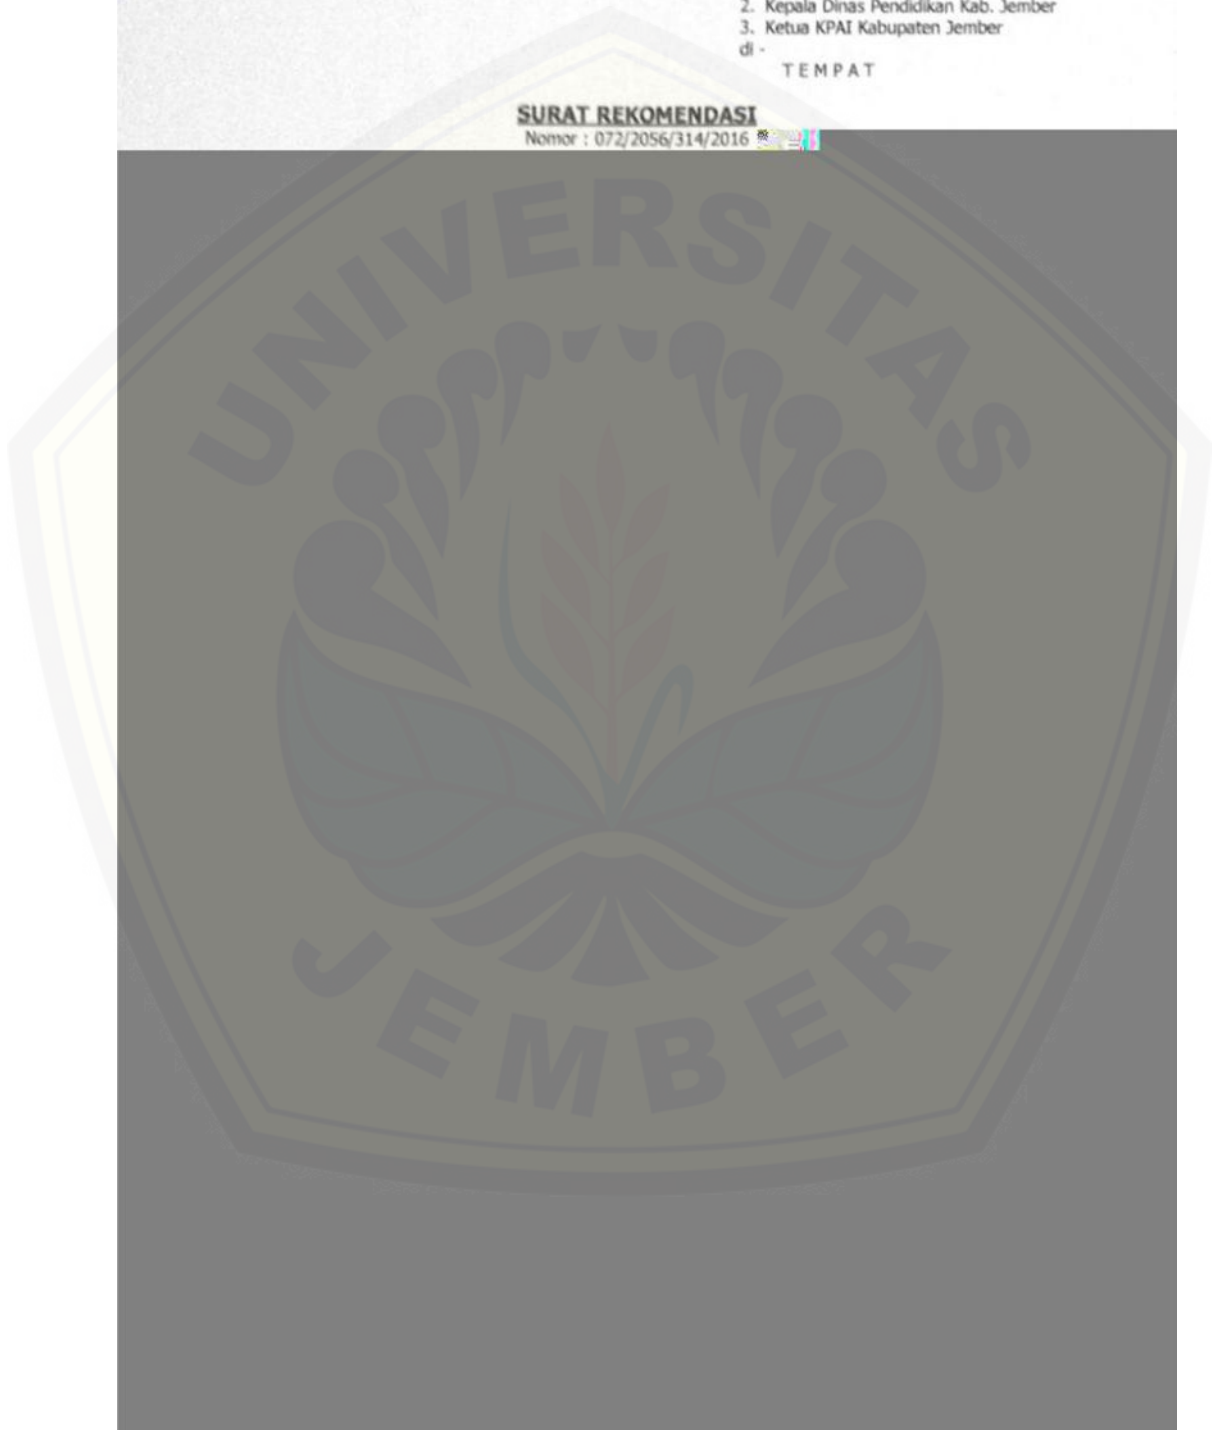 2. Kepala Dinas Pendidikan Kab. Jember
3. Ketua KPAI Kabupaten Jember
di -
TEMPAT
SURAT REKOMENDASI
Nomor : 072/2056/314/2016
UNIVERSITAS
JEMBER